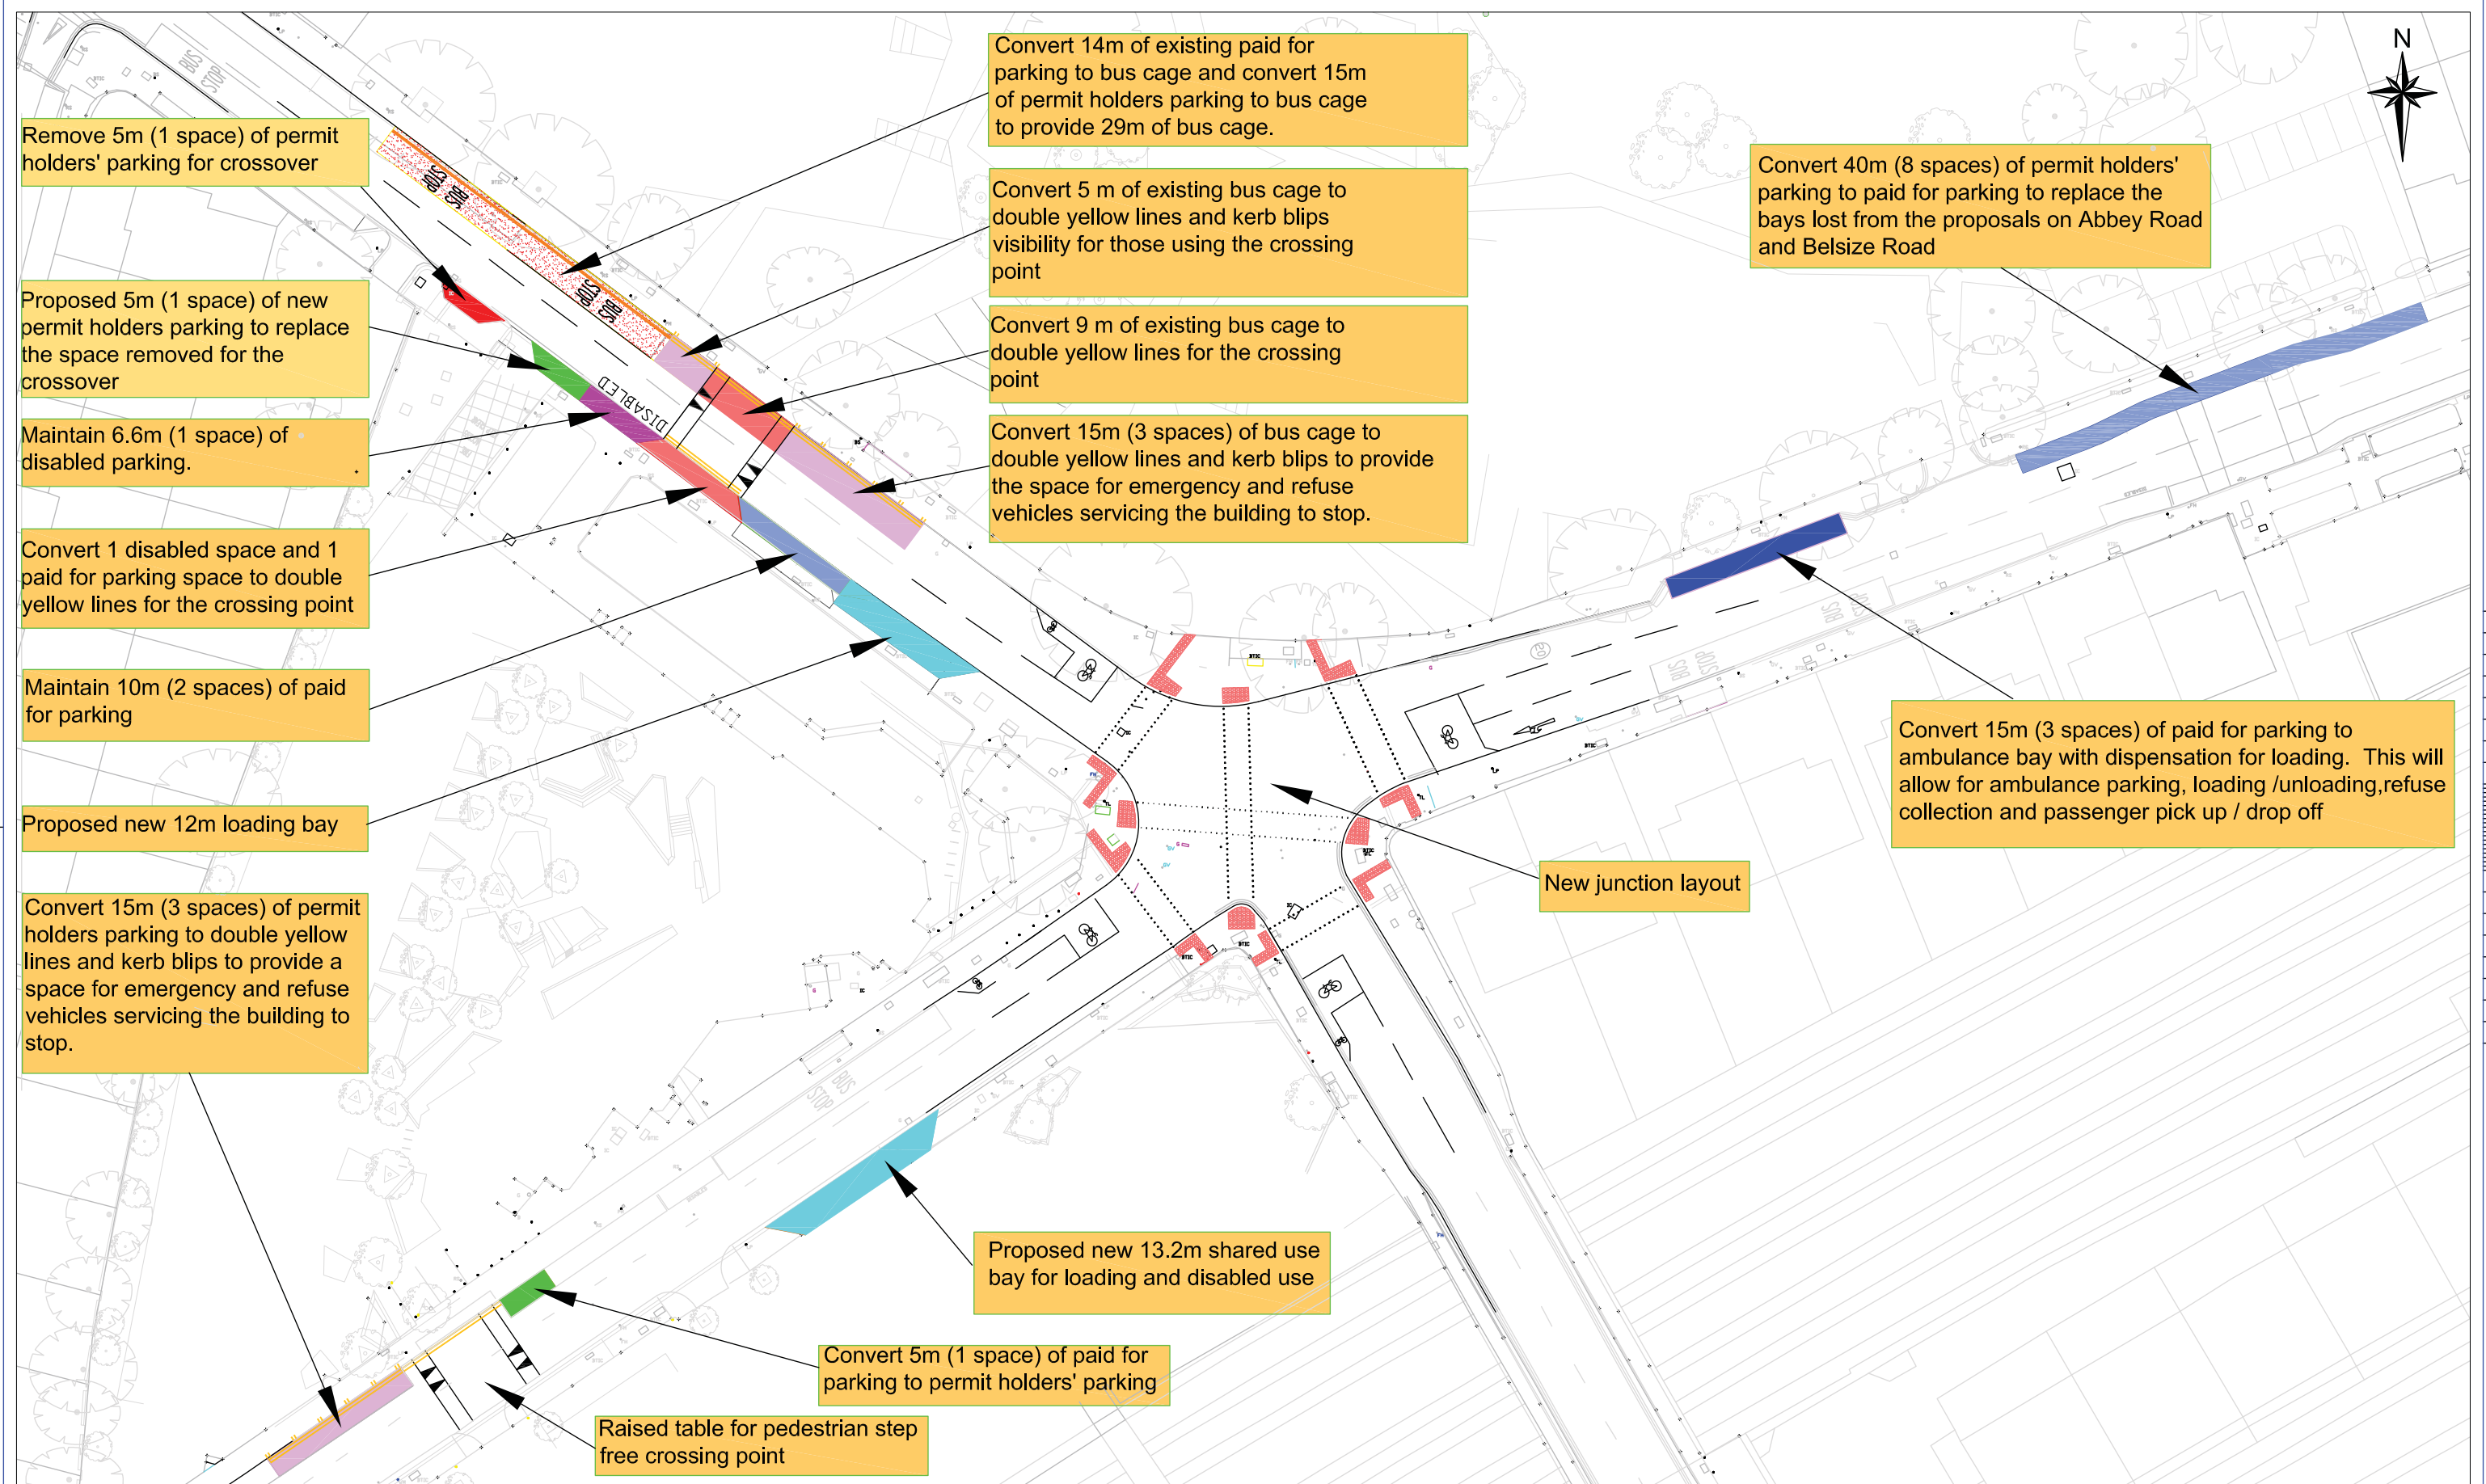 N
BUS
STOP
Convert 14m of existing paid for
parking to bus cage and convert 15m
of permit holders parking to bus cage
to provide 29m of bus cage.
Remove 5m (1 space) of permit
holders' parking for crossover
Convert 40m (8 spaces) of permit holders'
parking to paid for parking to replace the
bays lost from the proposals on Abbey Road
and Belsize Road
Convert 5 m of existing bus cage to
double yellow lines and kerb blips
visibility for those using the crossing
point
BUS
STOP
BUS
STOP
Proposed 5m (1 space) of new
permit holders parking to replace
the space removed for the
crossover
Convert 9 m of existing bus cage to
double yellow lines for the crossing
point
DISABLED
Maintain 6.6m (1 space) of
disabled parking.
Convert 15m (3 spaces) of bus cage to
double yellow lines and kerb blips to provide
the space for emergency and refuse
vehicles servicing the building to stop.
Convert 1 disabled space and 1
paid for parking space to double
yellow lines for the crossing point
BUS
STOP
20
BUS
STOP
Maintain 10m (2 spaces) of paid
for parking
Convert 15m (3 spaces) of paid for parking to
ambulance bay with dispensation for loading.  This will
allow for ambulance parking, loading /unloading,refuse
collection and passenger pick up / drop off
Proposed new 12m loading bay
New junction layout
Convert 15m (3 spaces) of permit
holders parking to double yellow
lines and kerb blips to provide a
space for emergency and refuse
vehicles servicing the building to
stop.
BUS
STOP
Proposed new 13.2m shared use
bay for loading and disabled use
Convert 5m (1 space) of paid for
parking to permit holders' parking
Raised table for pedestrian step
free crossing point